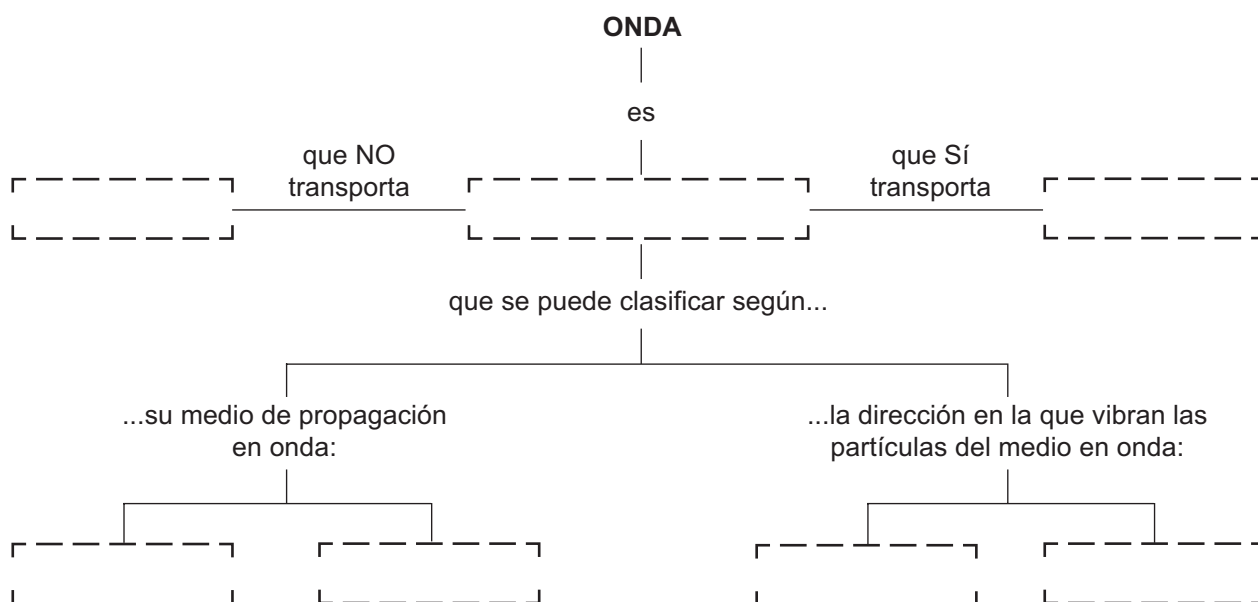 ONDA
es
que NO
transporta
que Sí
transporta
que se puede clasificar según...
...su medio de propagación
en onda:
...la dirección en la que vibran las
partículas del medio en onda: